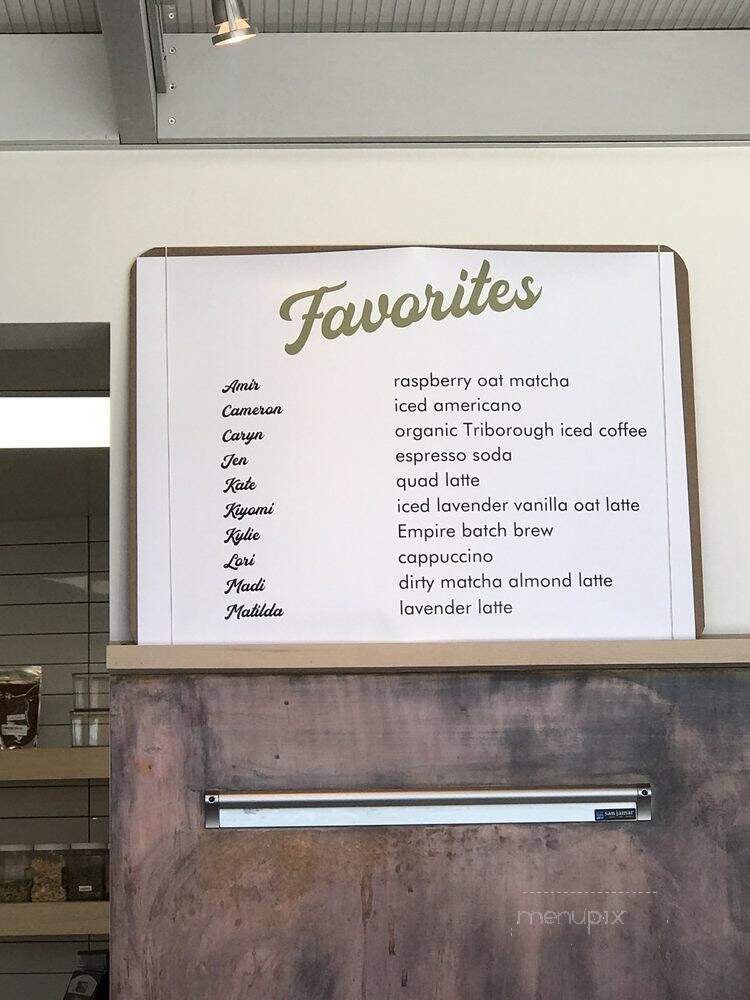 Favorites
Amir raspberry oat matcha
Cameron iced americano
Caryn organic Triborough iced coffee
Jen espresso soda
Kate quad latte
Kiyomi iced lavender vanilla oat latte
Kylie Empire batch brew
Lori cappuccino
Madi dirty matcha almond latte
Matilda lavender latte
san jamar
menupix